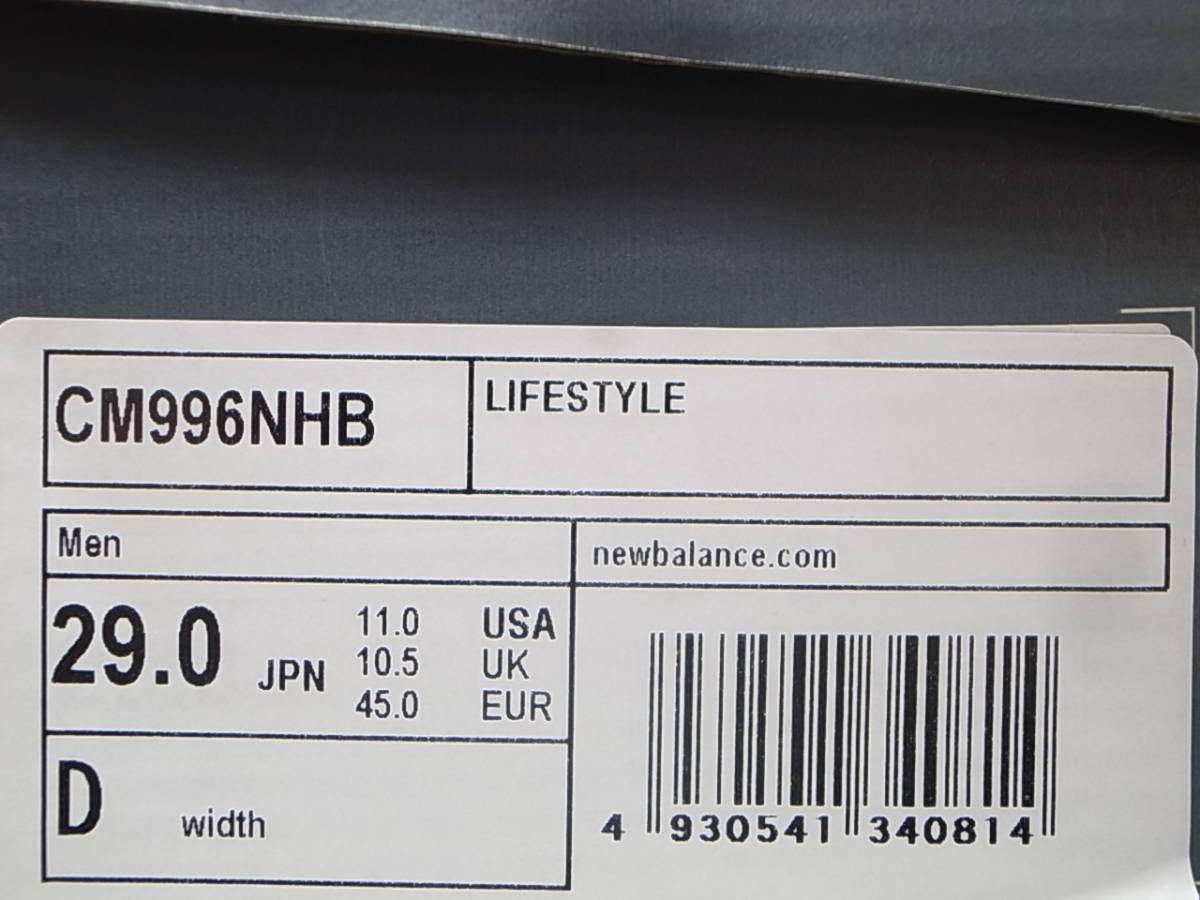 CM996NHB
LIFESTYLE
Men
newbalance.com
29.0 JPN
11.0 USA
10.5 UK
45.0 EUR
D width
4 930541 340814